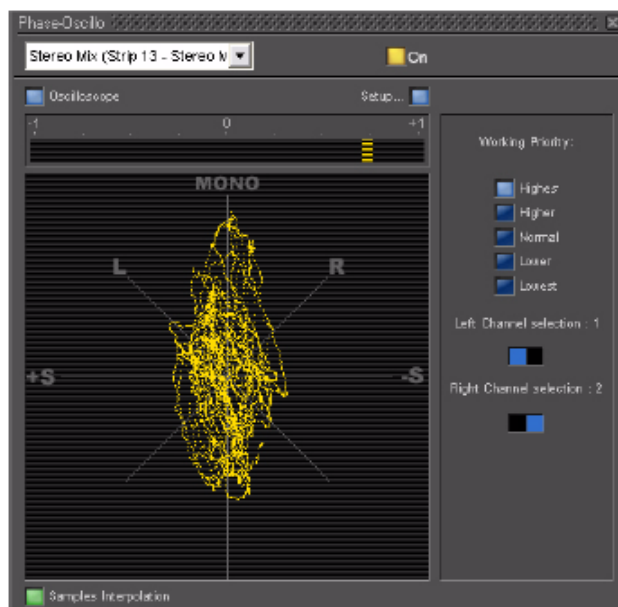 Phase-Oscillo
Stereo Mix (Strip 13 - Stereo M
On
Oscilloscope
Setup...
-1 0 +1
MONO
L R
+S -S
Working Priority:
Highest
Higher
Normal
Lower
Lowest
Left Channel selection : 1
Right Channel selection : 2
Samples Interpolation